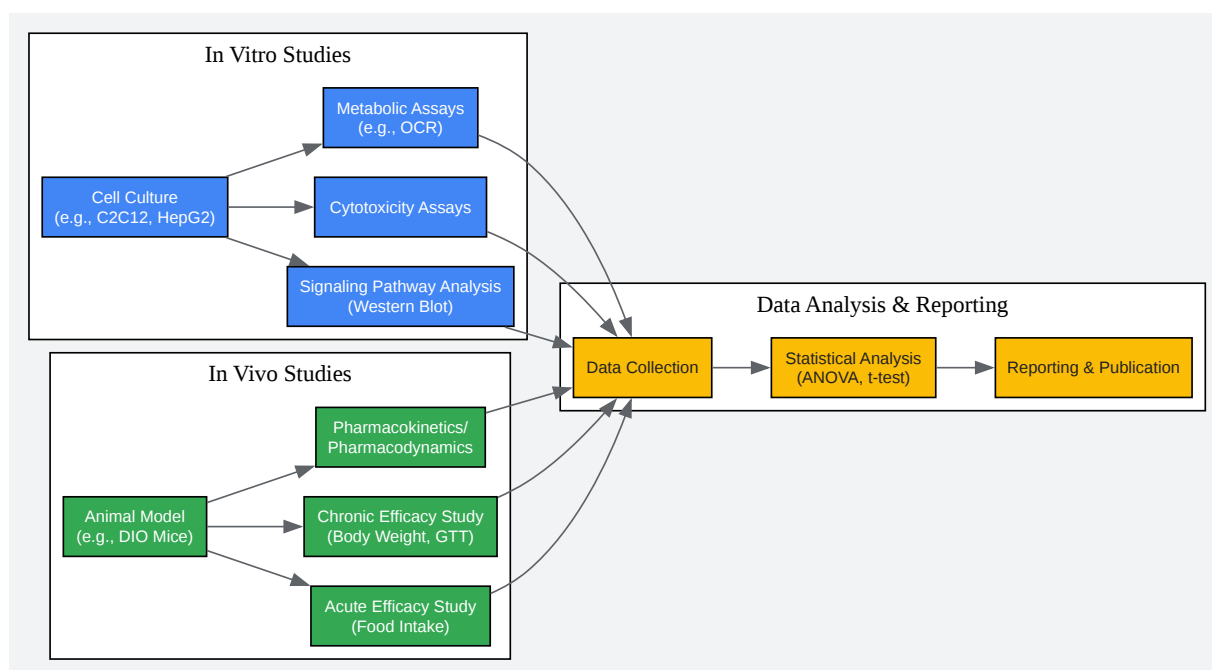 In Vitro Studies
Metabolic Assays
(e.g., OCR)
Cell Culture
(e.g., C2C12, HepG2)
Cytotoxicity Assays
Signaling Pathway Analysis
(Western Blot)
In Vivo Studies
Pharmacokinetics/
Pharmacodynamics
Animal Model
(e.g., DIO Mice)
Chronic Efficacy Study
(Body Weight, GTT)
Acute Efficacy Study
(Food Intake)
Data Analysis & Reporting
Data Collection
Statistical Analysis
(ANOVA, t-test)
Reporting & Publication